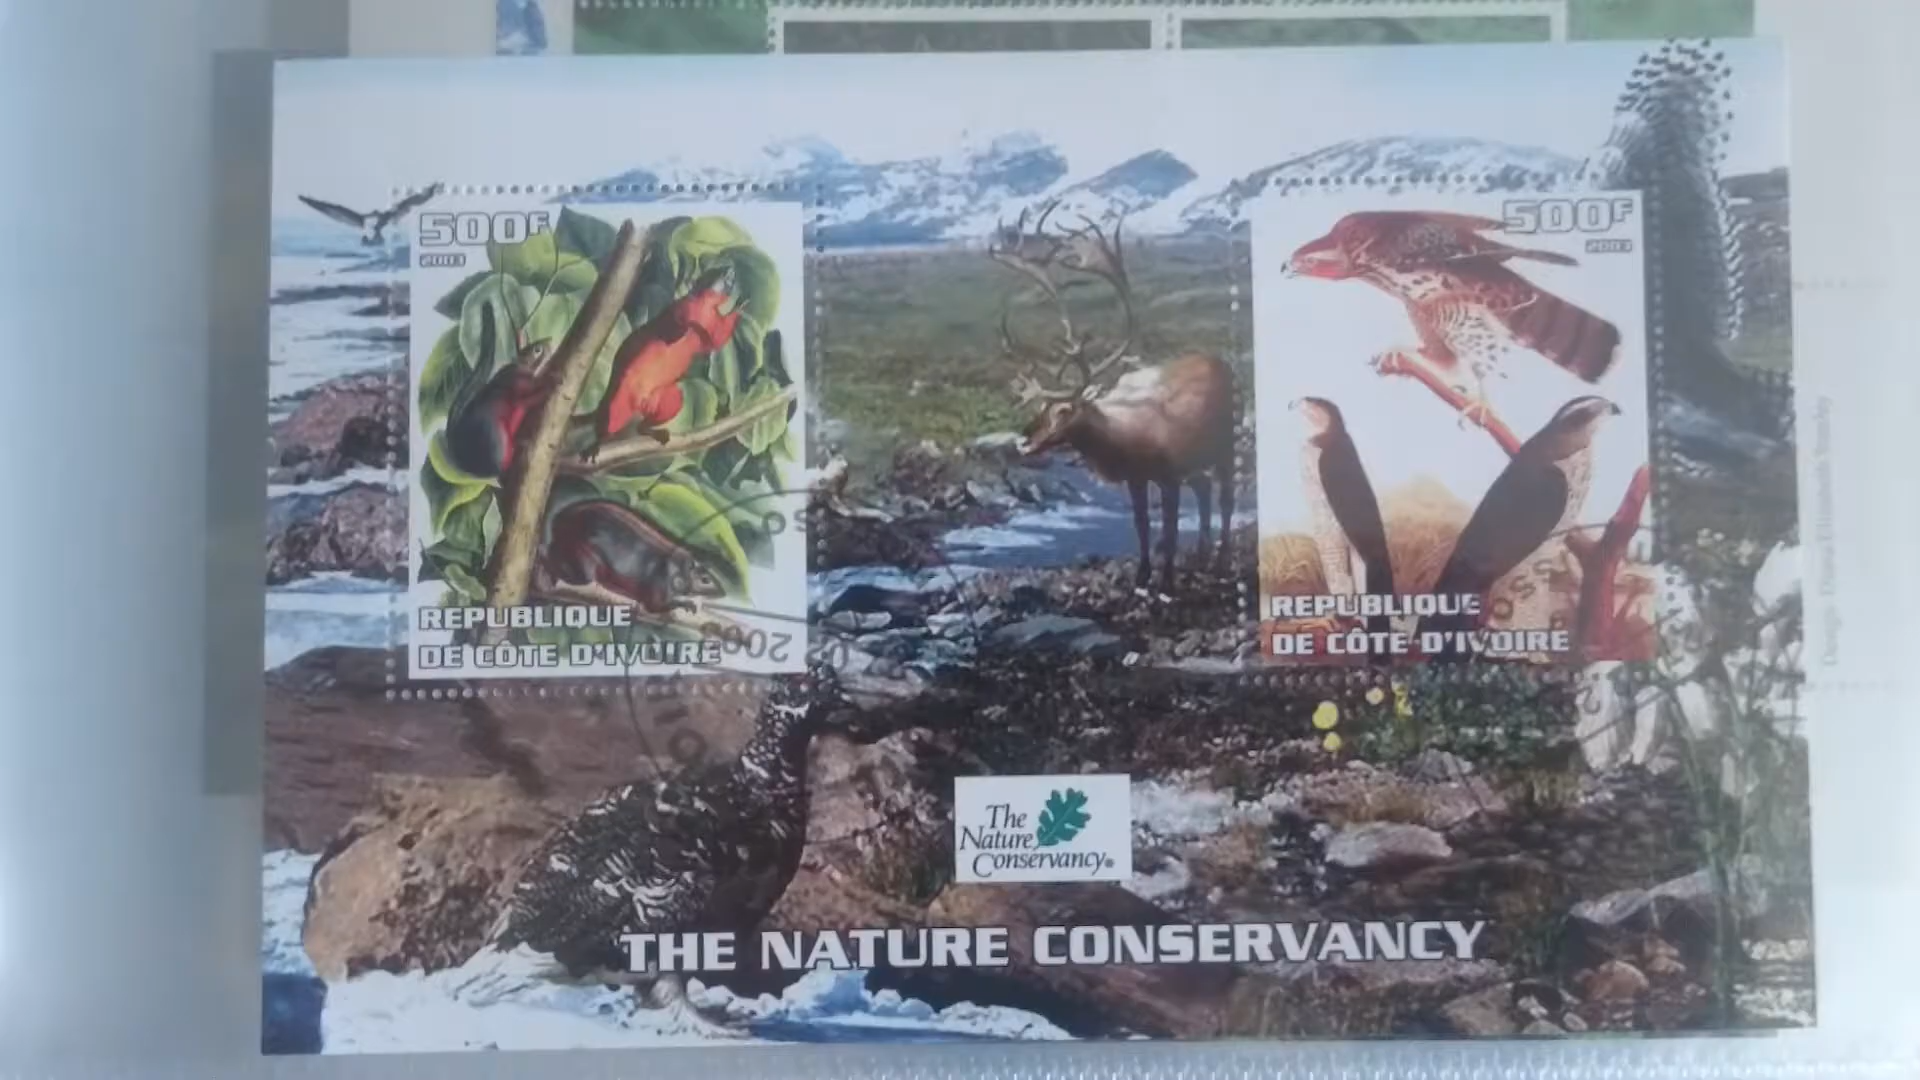 500F
2003
REPUBLIQUE
DE CÔTE D'IVOIRE
500F
2003
REPUBLIQUE
DE CÔTE D'IVOIRE
The
Nature
Conservancy®
THE NATURE CONSERVANCY